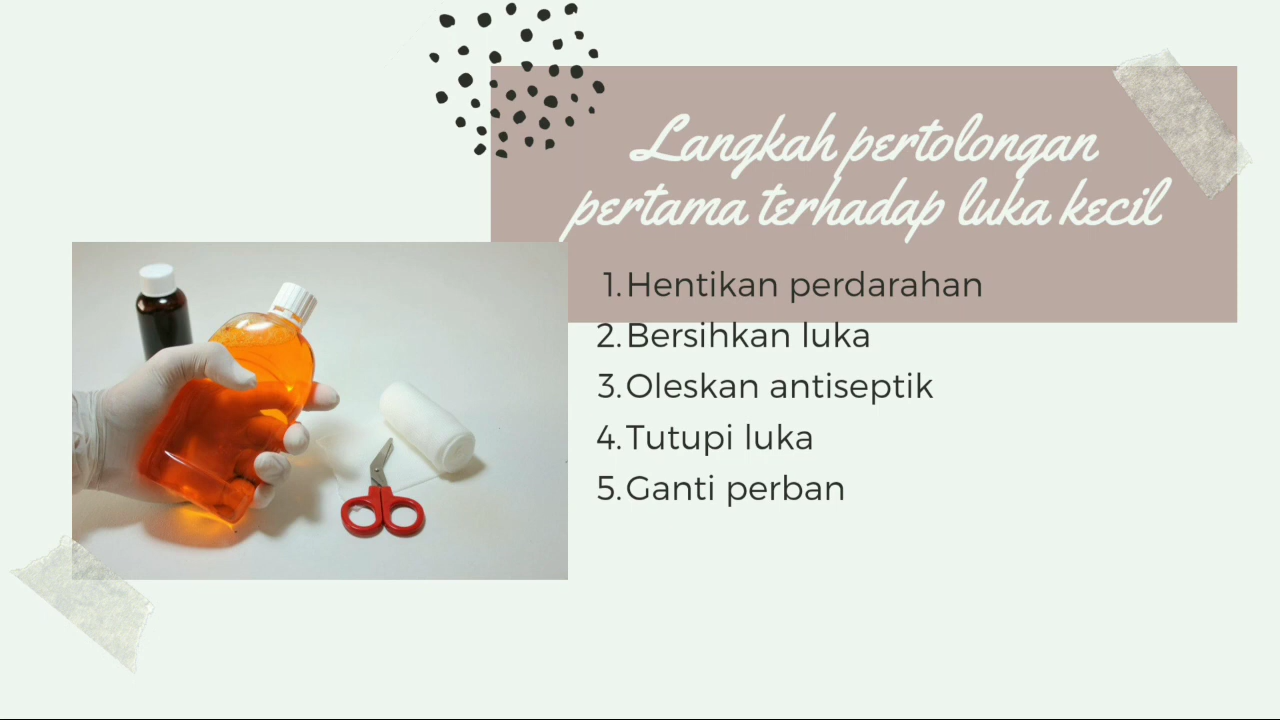 Langkah pertolongan
pertama terhadap luka kecil
1. Hentikan perdarahan
2. Bersihkan luka
3. Oleskan antiseptik
4. Tutupi luka
5. Ganti perban